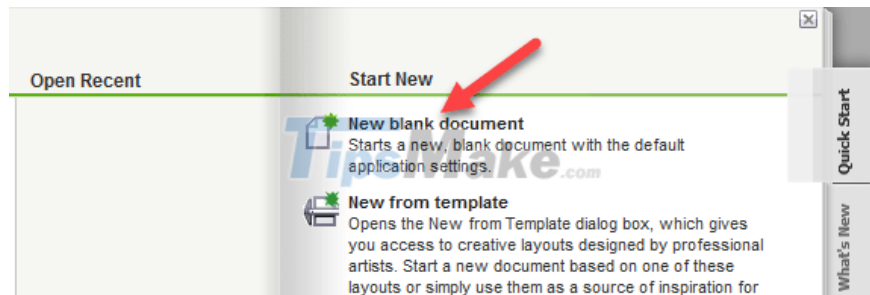 Open Recent
Start New
New blank document
Starts a new, blank document with the default
application settings.
TipsMake.com
New from template
Opens the New from Template dialog box, which gives
you access to creative layouts designed by professional
artists. Start a new document based on one of these
layouts or simply use them as a source of inspiration for
Quick Start
What's New